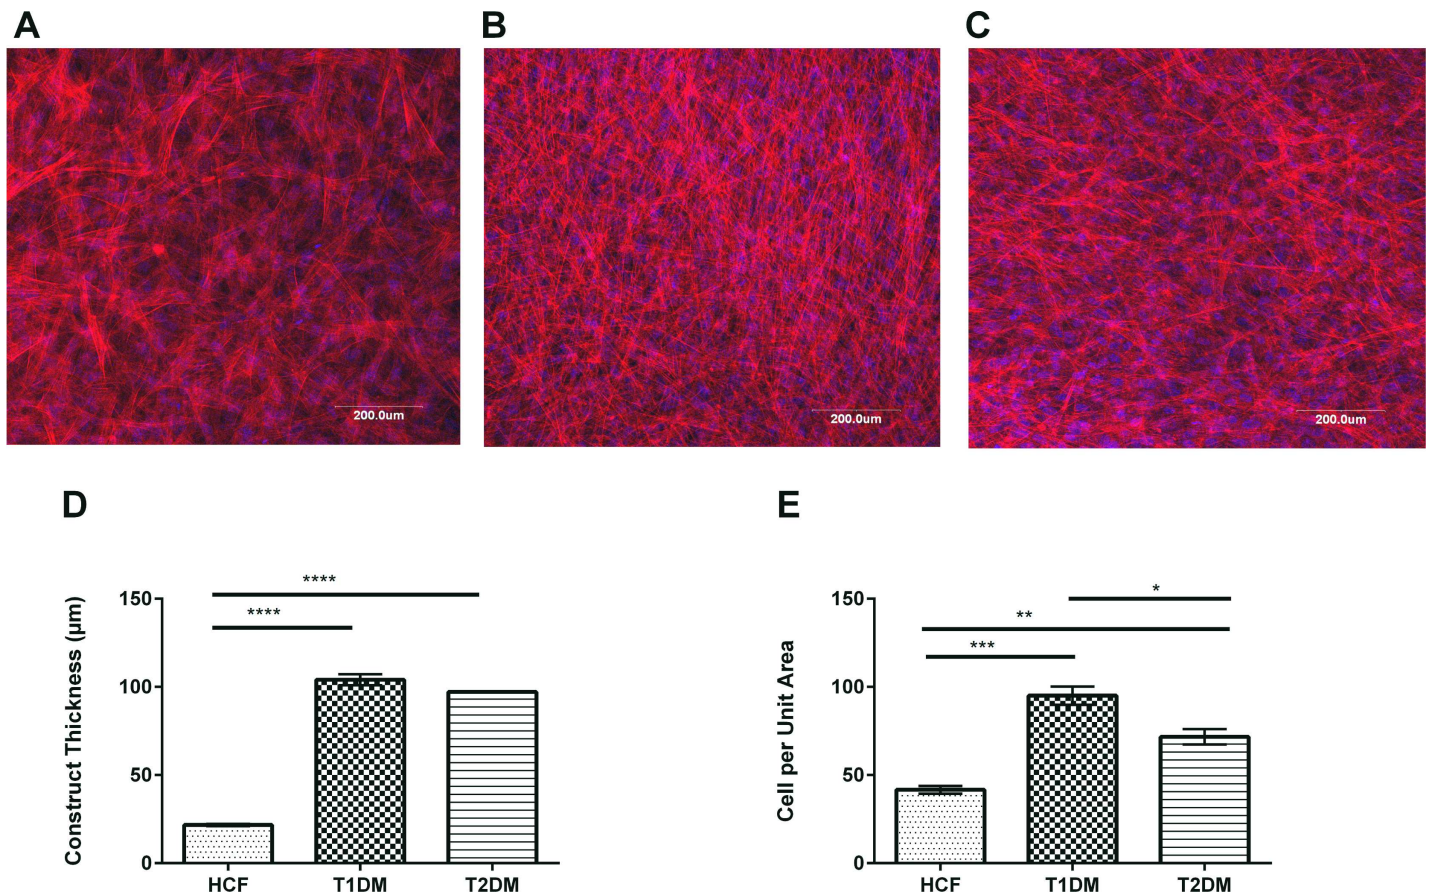 A B C
200.0um 200.0um 200.0um
D E
Construct Thickness (µm)
150
100
50
0
****
****
HCF T1DM T2DM
Cell per Unit Area
150
100
50
0
*
**
***
HCF T1DM T2DM